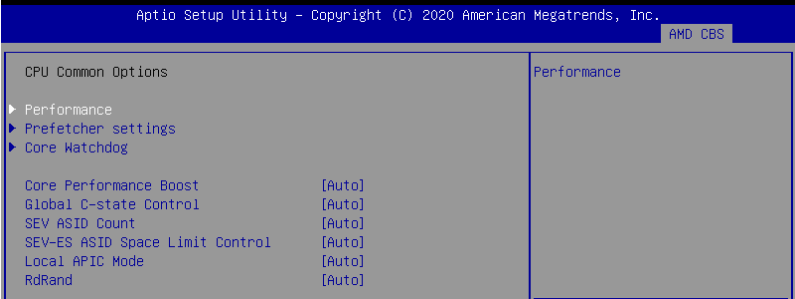 Aptio Setup Utility – Copyright (C) 2020 American Megatrends, Inc.
AMD CBS
CPU Common Options
Performance
Performance
Prefetcher settings
Core Watchdog
Core Performance Boost [Auto]
Global C-state Control [Auto]
SEV ASID Count [Auto]
SEV-ES ASID Space Limit Control [Auto]
Local APIC Mode [Auto]
RdRand [Auto]